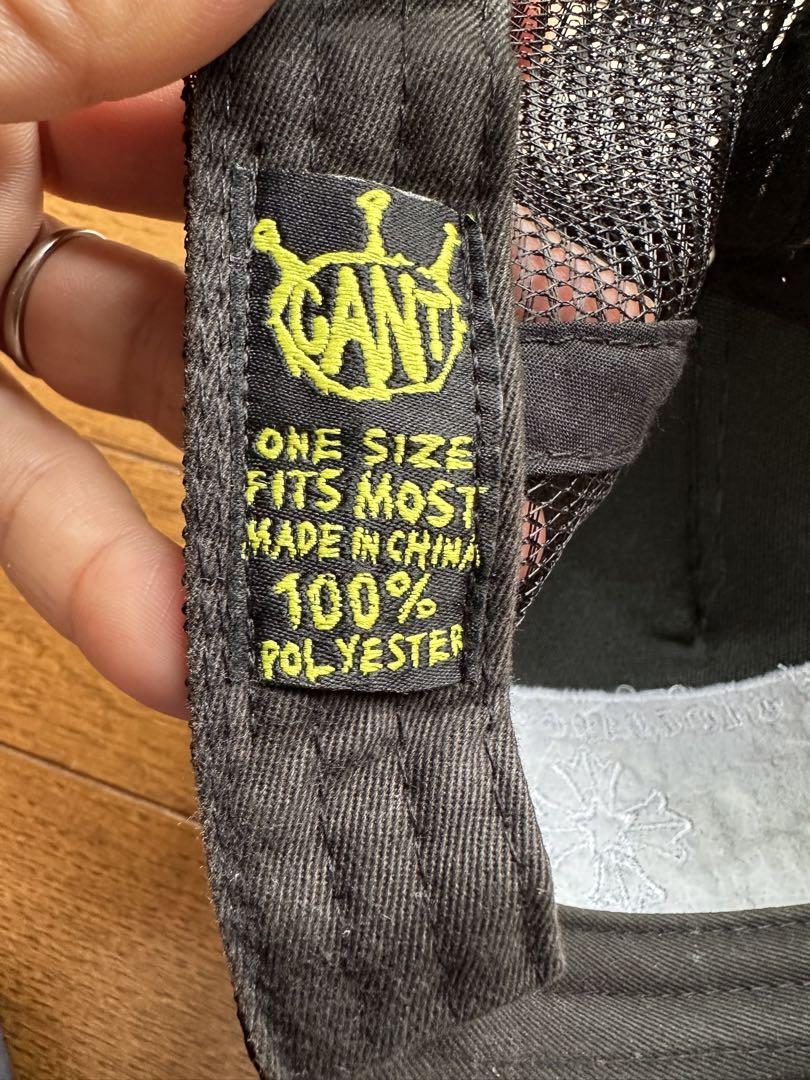 CANT
ONE SIZE
FITS MOST
MADE IN CHINA
100%
POLYESTER